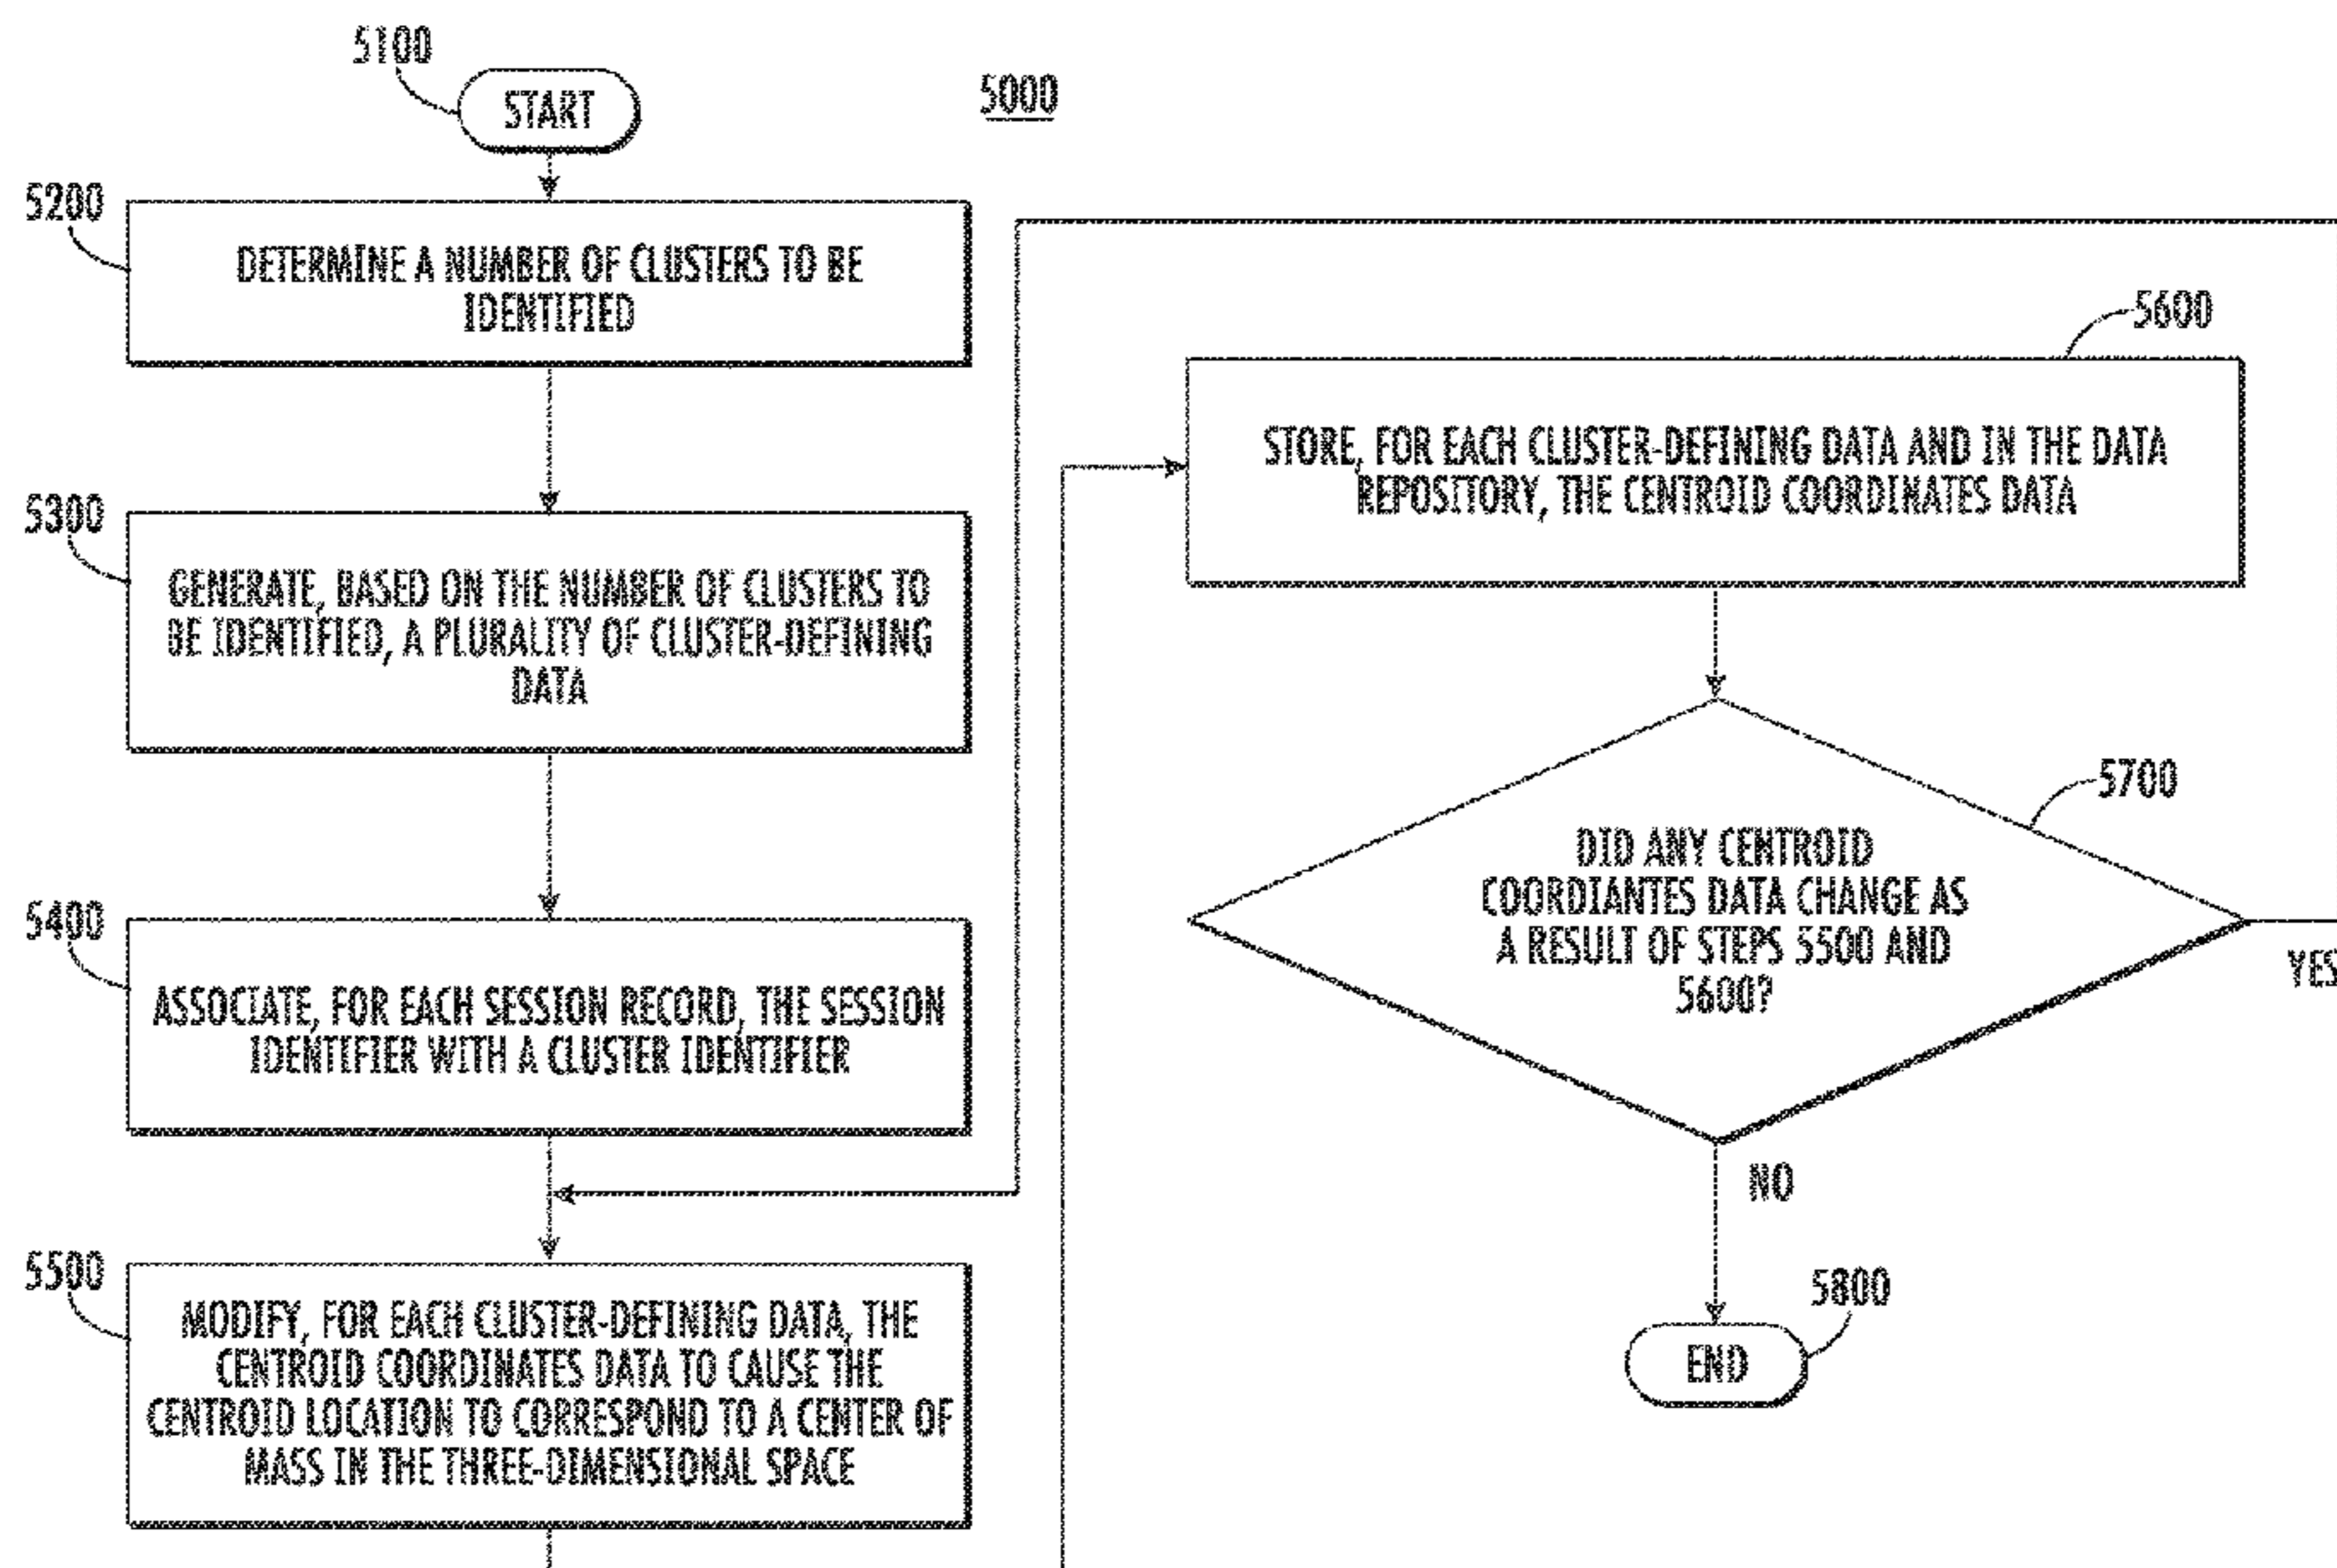 5100
START
5000
5200
DETERMINE A NUMBER OF CLUSTERS TO BE
IDENTIFIED
5300
GENERATE, BASED ON THE NUMBER OF CLUSTERS TO
BE IDENTIFIED, A PLURALITY OF CLUSTER-DEFINING
DATA
5400
ASSOCIATE, FOR EACH SESSION RECORD, THE SESSION
IDENTIFIER WITH A CLUSTER IDENTIFIER
5500
MODIFY, FOR EACH CLUSTER-DEFINING DATA, THE
CENTROID COORDINATES DATA TO CAUSE THE
CENTROID LOCATION TO CORRESPOND TO A CENTER OF
MASS IN THE THREE-DIMENSIONAL SPACE
5600
STORE, FOR EACH CLUSTER-DEFINING DATA AND IN THE DATA
REPOSITORY, THE CENTROID COORDINATES DATA
5700
DID ANY CENTROID
COORDIANTES DATA CHANGE AS
A RESULT OF STEPS 5500 AND
5600?
YES
NO
5800
END